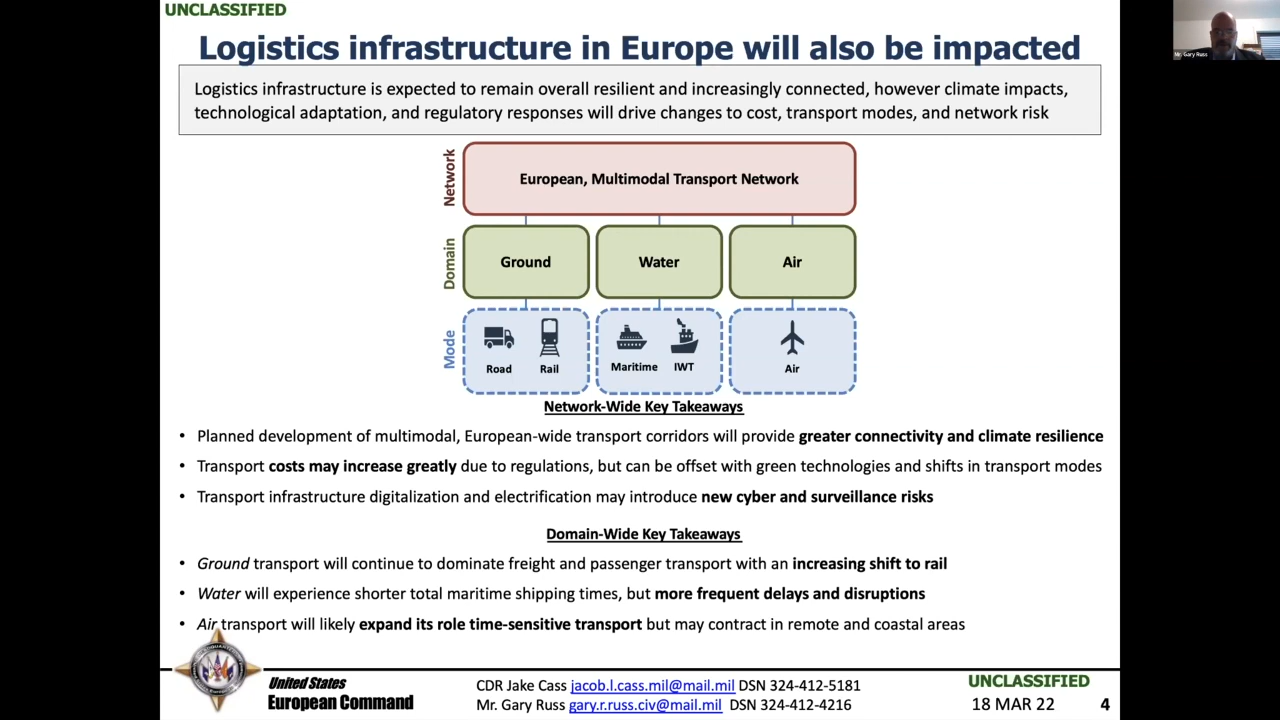 UNCLASSIFIED
Logistics infrastructure in Europe will also be impacted
Mr. Gary Russ
Logistics infrastructure is expected to remain overall resilient and increasingly connected, however climate impacts,
technological adaptation, and regulatory responses will drive changes to cost, transport modes, and network risk
Network
European, Multimodal Transport Network
Domain
Ground
Water
Air
Mode
Road
Rail
Maritime
IWT
Air
Network-Wide Key Takeaways
• Planned development of multimodal, European-wide transport corridors will provide greater connectivity and climate resilience
• Transport costs may increase greatly due to regulations, but can be offset with green technologies and shifts in transport modes
• Transport infrastructure digitalization and electrification may introduce new cyber and surveillance risks
Domain-Wide Key Takeaways
• Ground transport will continue to dominate freight and passenger transport with an increasing shift to rail
• Water will experience shorter total maritime shipping times, but more frequent delays and disruptions
• Air transport will likely expand its role time-sensitive transport but may contract in remote and coastal areas
United States
European Command
CDR Jake Cass jacob.l.cass.mil@mail.mil DSN 324-412-5181
Mr. Gary Russ gary.r.russ.civ@mail.mil DSN 324-412-4216
UNCLASSIFIED
18 MAR 22 4